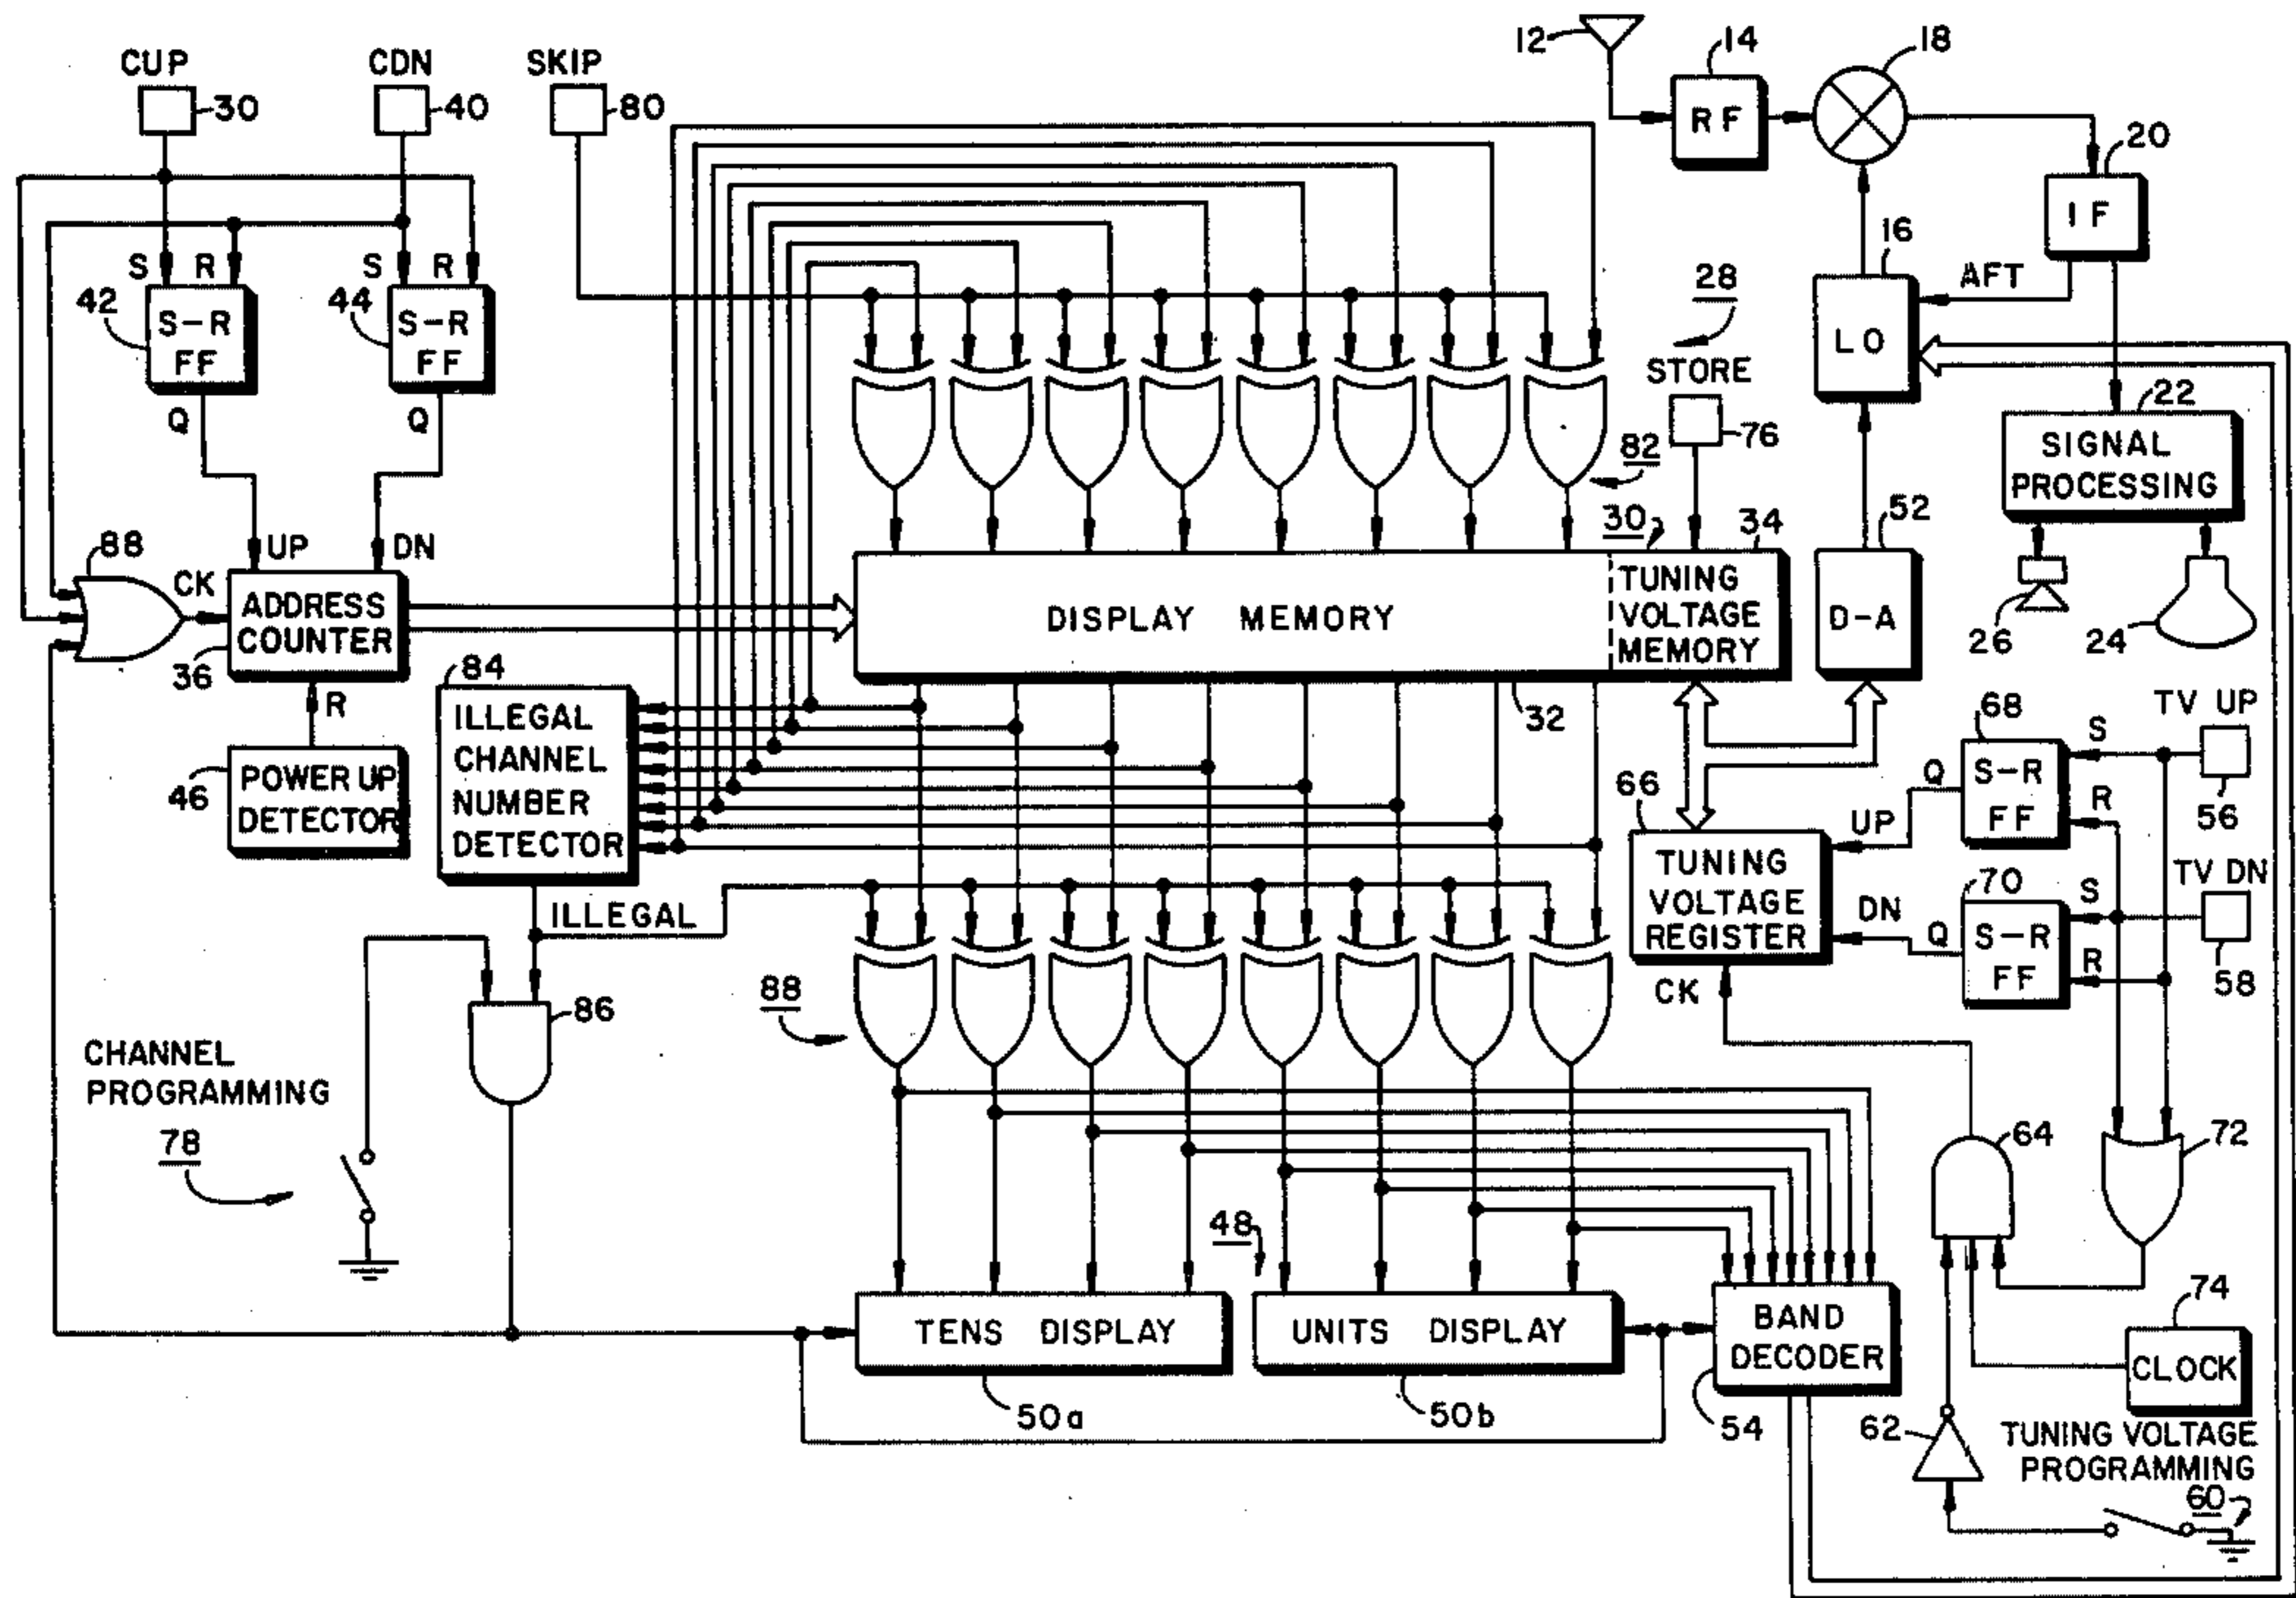 CUP
CDN
SKIP
30
40
80
12
14
18
RF
20
IF
16
AFT
LO
28
STORE
76
S R
S R
42
44
S-R
FF
S-R
FF
Q
Q
22
SIGNAL
PROCESSING
82
52
30
34
26
24
88
UP
DN
CK
ADDRESS
COUNTER
36
DISPLAY MEMORY
TUNING
VOLTAGE
MEMORY
D-A
32
84
R
ILLEGAL
CHANNEL
NUMBER
DETECTOR
46
POWER UP
DETECTOR
TV UP
68
S
56
Q
S-R
FF
R
66
UP
TUNING
VOLTAGE
REGISTER
TV DN
70
S
58
DN
Q
S-R
FF
R
CK
ILLEGAL
86
88
CHANNEL
PROGRAMMING
78
64
72
48
74
CLOCK
TENS DISPLAY
UNITS DISPLAY
BAND
DECODER
50a
50b
54
62
TUNING VOLTAGE
PROGRAMMING
60